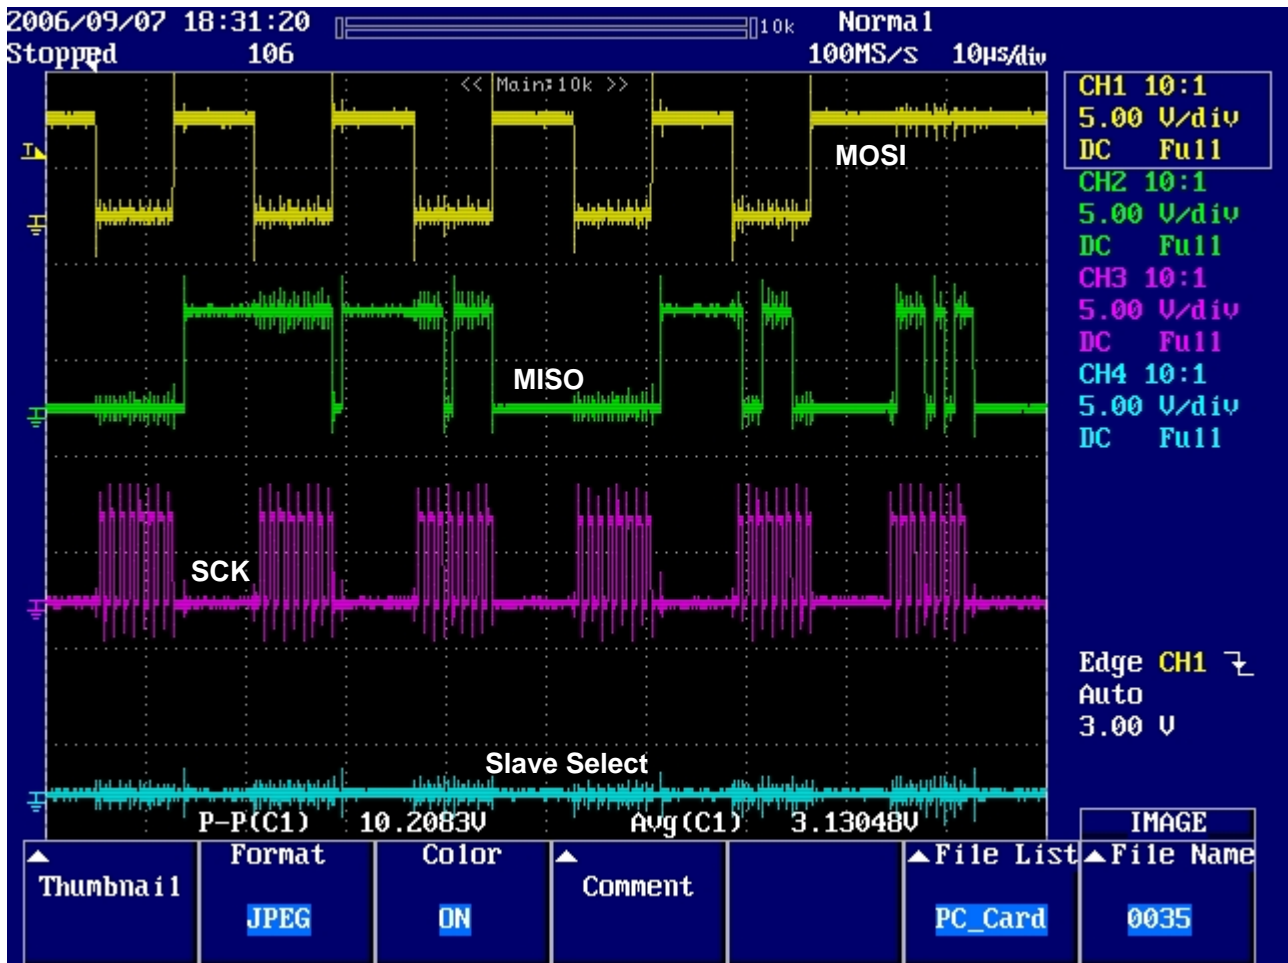 2006/09/07 18:31:20 10k Normal
Stopped 106 100MS/s 10µs/div
<< Main:10k >>
CH1 10:1
5.00 V/div
DC Full
CH2 10:1
5.00 V/div
DC Full
CH3 10:1
5.00 V/div
DC Full
CH4 10:1
5.00 V/div
DC Full
T
MOSI
MISO
SCK
Slave Select
Edge CH1
Auto
3.00 V
P-P(C1) 10.2083V Avg(C1) 3.13048V
IMAGE
Thumbnail
Format
JPEG
Color
ON
Comment
File List
PC_Card
File Name
0035